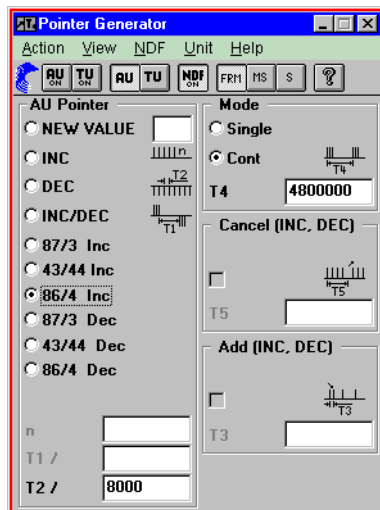 Pointer Generator
Action View NDF Unit Help
AU ON TU ON AU TU NDF ON FRM MS S ?
AU Pointer
NEW VALUE
INC n
DEC T2
INC/DEC T1
87/3 Inc
43/44 Inc
86/4 Inc
87/3 Dec
43/44 Dec
86/4 Dec
n
T1 /
T2 / 8000
Mode
Single
Cont T4
T4 4800000
Cancel (INC, DEC)
T5
T5
Add (INC, DEC)
T3
T3